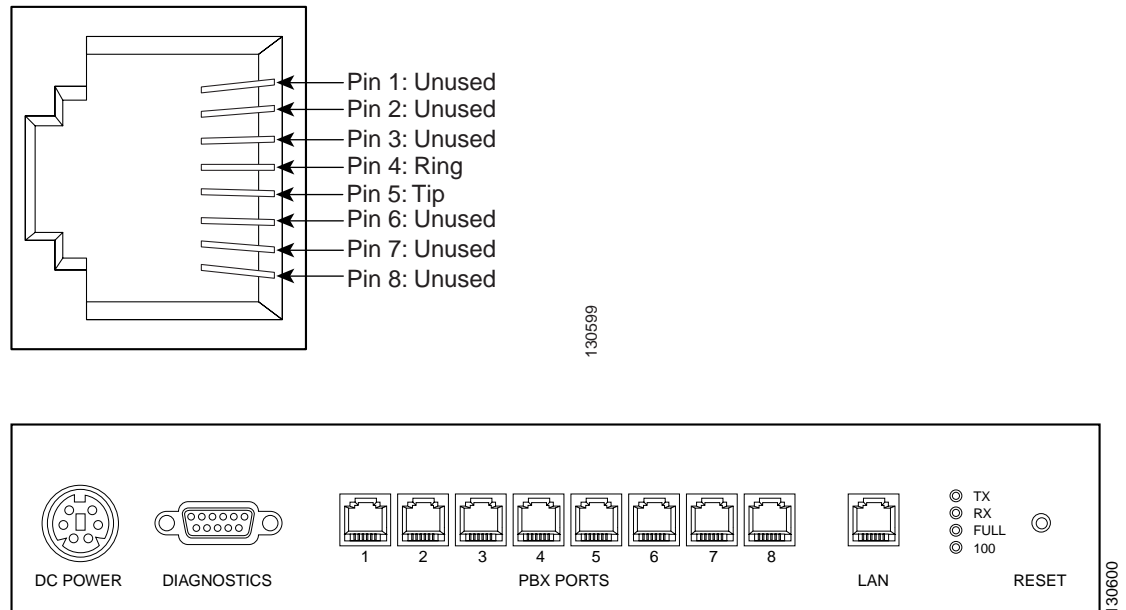 Pin 1: Unused
Pin 2: Unused
Pin 3: Unused
Pin 4: Ring
Pin 5: Tip
Pin 6: Unused
Pin 7: Unused
Pin 8: Unused
130599
TX
RX
FULL
100
1 2 3 4 5 6 7 8
DC POWER DIAGNOSTICS PBX PORTS LAN RESET
130600